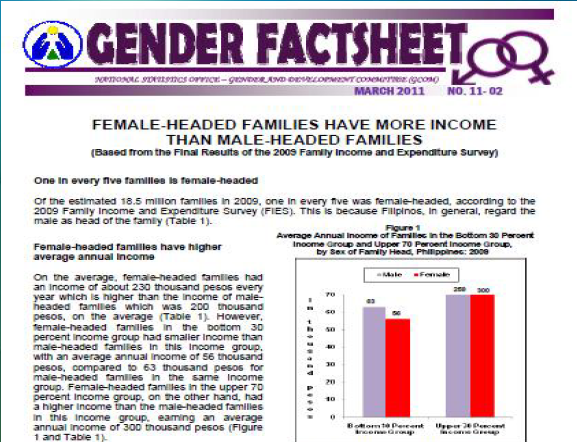 GENDER FACTSHEET
NATIONAL STATISTICS OFFICE – GENDER AND DEVELOPMENT COMMITTEE (GCOM)
MARCH 2011 NO. 11-02
FEMALE-HEADED FAMILIES HAVE MORE INCOME
THAN MALE-HEADED FAMILIES
(Based from the Final Results of the 2009 Family Income and Expenditure Survey)
One in every five families is female-headed
Of the estimated 18.5 million families in 2009, one in every five was female-headed, according to the
2009 Family Income and Expenditure Survey (FIES). This is because Filipinos, in general, regard the
male as head of the family (Table 1).
Female-headed families have higher
average annual income
On the average, female-headed families had
an income of about 230 thousand pesos every
year which is higher than the income of male-
headed families which was 200 thousand
pesos, on the average (Table 1). However,
female-headed families in the bottom 30
percent income group had smaller income than
male-headed families in this income group,
with an average annual income of 56 thousand
pesos, compared to 63 thousand pesos for
male-headed families in the same income
group. Female-headed families in the upper 70
percent income group, on the other hand, had
a higher income than the male-headed families
in this income group, earning an average
annual income of 300 thousand pesos (Figure
1 and Table 1).
Figure 1
Average Annual Income of Families in the Bottom 30 Percent
Income Group and Upper 70 Percent Income Group,
by Sex of Family Head, Philippines: 2009
Male Female
In thousand pesos
70
60
50
40
30
20
10
0
63
56
259
300
Bottom 30 Percent
Income Group
Upper 70 Percent
Income Group